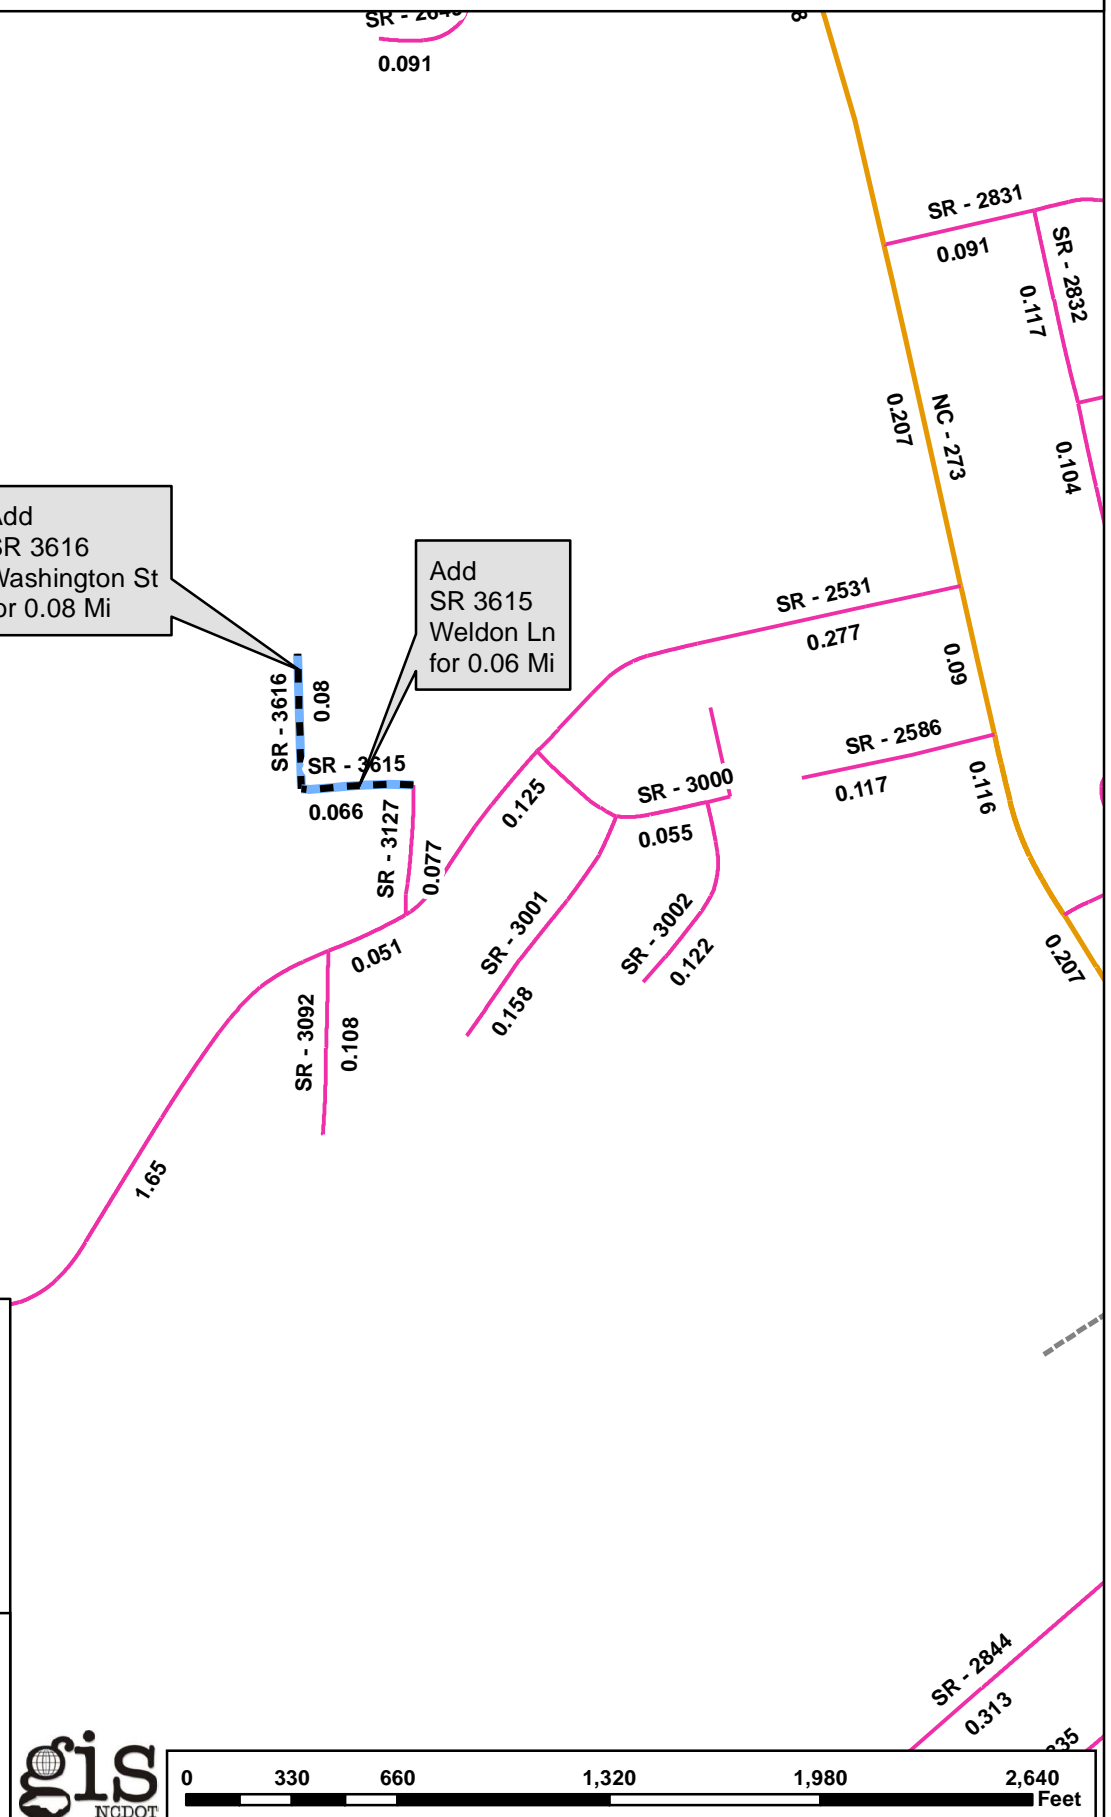 0.091
SR - 2831
0.091
SR - 2832
0.117
NC - 273
0.207
0.104
SR 3616
for 0.08 Mi
Add
SR 3615
Weldon Ln
for 0.06 Mi
SR - 2531
0.277
0.09
SR - 3616
0.08
SR - 3615
0.066
SR - 2586
0.117
0.116
SR - 3000
0.055
0.125
SR - 3127
0.077
SR - 3001
0.158
SR - 3002
0.122
0.051
0.207
SR - 3092
0.108
1.65
SR - 2844
0.313
gis
NCDOT
0 330 660 1,320 1,980 2,640
Feet